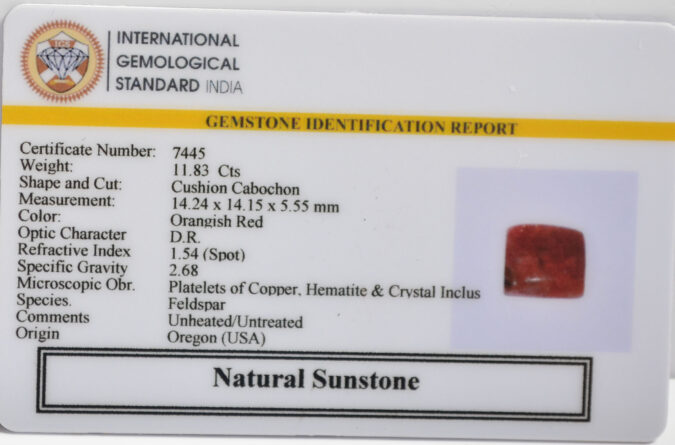 IGS
INTERNATIONAL
GEMOLOGICAL
STANDARD INDIA
GEMSTONE IDENTIFICATION REPORT
Certificate Number: 7445
Weight: 11.83 Cts
Shape and Cut: Cushion Cabochon
Measurement: 14.24 x 14.15 x 5.55 mm
Color: Orangish Red
Optic Character D.R.
Refractive Index 1.54 (Spot)
Specific Gravity 2.68
Microscopic Obr. Platelets of Copper, Hematite & Crystal Inclus
Species. Feldspar
Comments Unheated/Untreated
Origin Oregon (USA)
Natural Sunstone